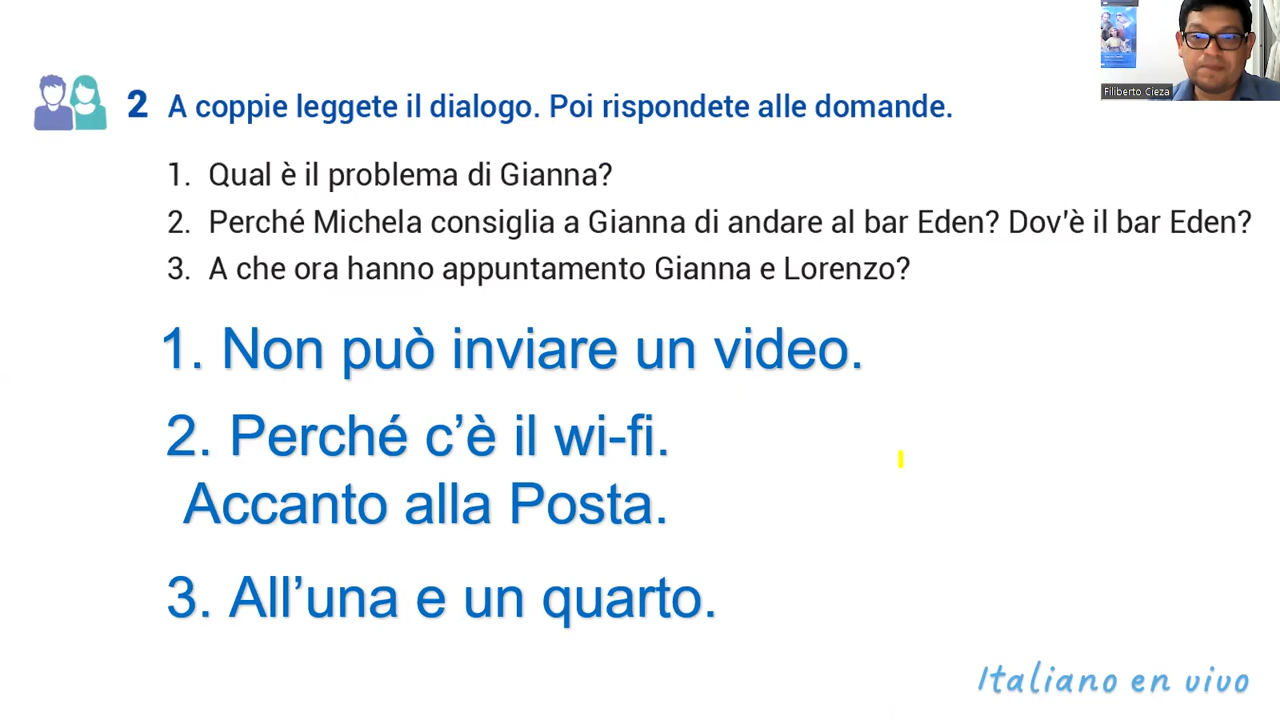 Filiberto Cieza
2 A coppie leggete il dialogo. Poi rispondete alle domande.
1. Qual è il problema di Gianna?
2. Perché Michela consiglia a Gianna di andare al bar Eden? Dov'è il bar Eden?
3. A che ora hanno appuntamento Gianna e Lorenzo?
1. Non può inviare un video.
2. Perché c’è il wi-fi.
Accanto alla Posta.
3. All’una e un quarto.
Italiano en vivo